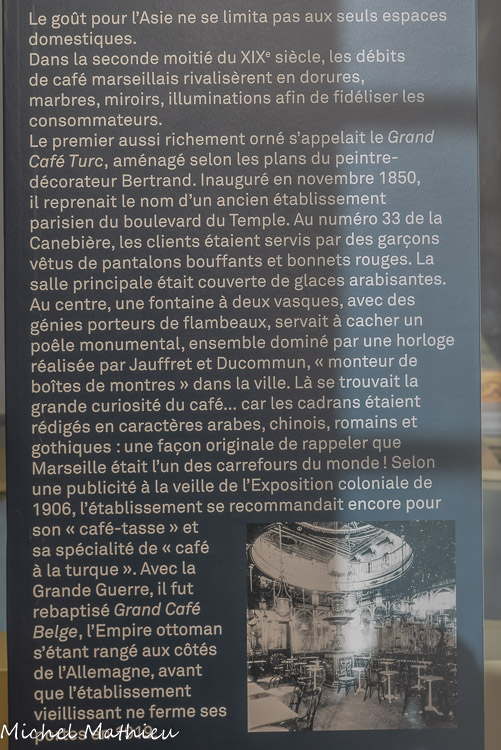 Le goût pour l'Asie ne se limita pas aux seuls espaces
domestiques.
Dans la seconde moitié du XIXe siècle, les débits
de café marseillais rivalisèrent en dorures,
marbres, miroirs, illuminations afin de fidéliser les
consommateurs.
Le premier aussi richement orné s'appelait le Grand
Café Turc, aménagé selon les plans du peintre-
décorateur Bertrand. Inauguré en novembre 1850,
il reprenait le nom d'un ancien établissement
parisien du boulevard du Temple. Au numéro 33 de la
Canebière, les clients étaient servis par des garçons
vêtus de pantalons bouffants et bonnets rouges. La
salle principale était couverte de glaces arabisantes.
Au centre, une fontaine à deux vasques, avec des
génies porteurs de flambeaux, servait à cacher un
poêle monumental, ensemble dominé par une horloge
réalisée par Jauffret et Ducommun, « monteur de
boîtes de montres » dans la ville. Là se trouvait la
grande curiosité du café... car les cadrans étaient
rédigés en caractères arabes, chinois, romains et
gothiques : une façon originale de rappeler que
Marseille était l'un des carrefours du monde ! Selon
une publicité à la veille de l'Exposition coloniale de
1906, l'établissement se recommandait encore pour
son « café-tasse » et
sa spécialité de « café
à la turque ». Avec la
Grande Guerre, il fut
rebaptisé Grand Café
Belge, l'Empire ottoman
s'étant rangé aux côtés
de l'Allemagne, avant
que l'établissement
vieillissant ne ferme ses
Michel Mathieu